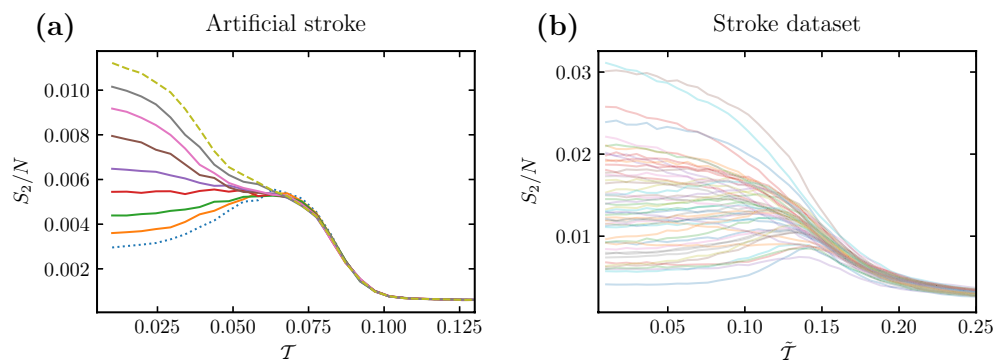 (a) Artificial stroke
0.010
0.008
0.006
0.004
0.002
S₂/N
0.025 0.050 0.075 0.100 0.125
𝒯
(b) Stroke dataset
0.03
0.02
0.01
S₂/N
0.05 0.10 0.15 0.20 0.25
𝒯̃